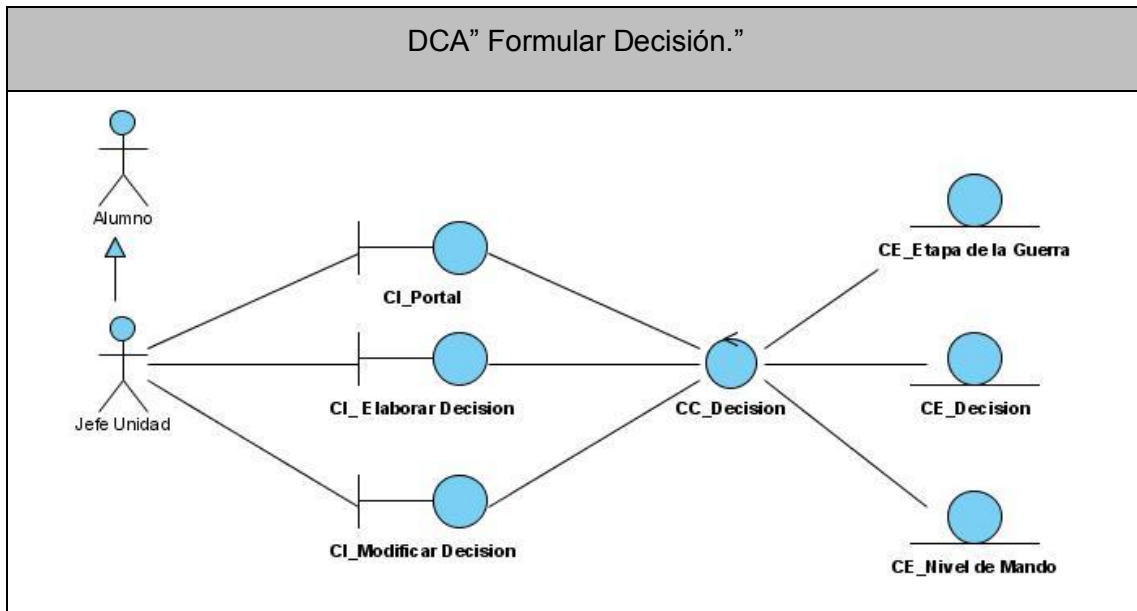 DCA” Formular Decisión.”
Alumno
Jefe Unidad
CI_Portal
CI_ Elaborar Decision
CI_Modificar Decision
CC_Decision
CE_Etapa de la Guerra
CE_Decision
CE_Nivel de Mando